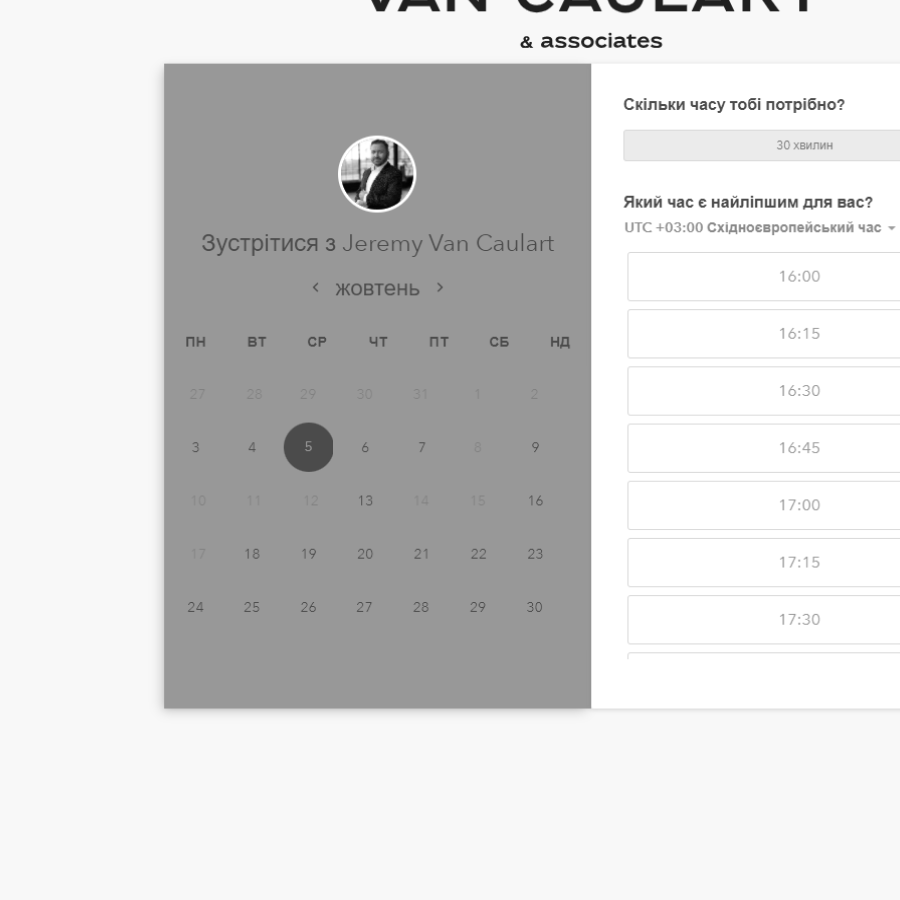 VAN CAULART
& associates
Зустрітися з Jeremy Van Caulart
жовтень
ПН ВТ СР ЧТ ПТ СБ НД
27 28 29 30 31 1 2
3 4 5 6 7 8 9
10 11 12 13 14 15 16
17 18 19 20 21 22 23
24 25 26 27 28 29 30
Скільки часу тобі потрібно?
30 хвилин
Який час є найліпшим для вас?
UTC +03:00 Східноєвропейський час
16:00
16:15
16:30
16:45
17:00
17:15
17:30